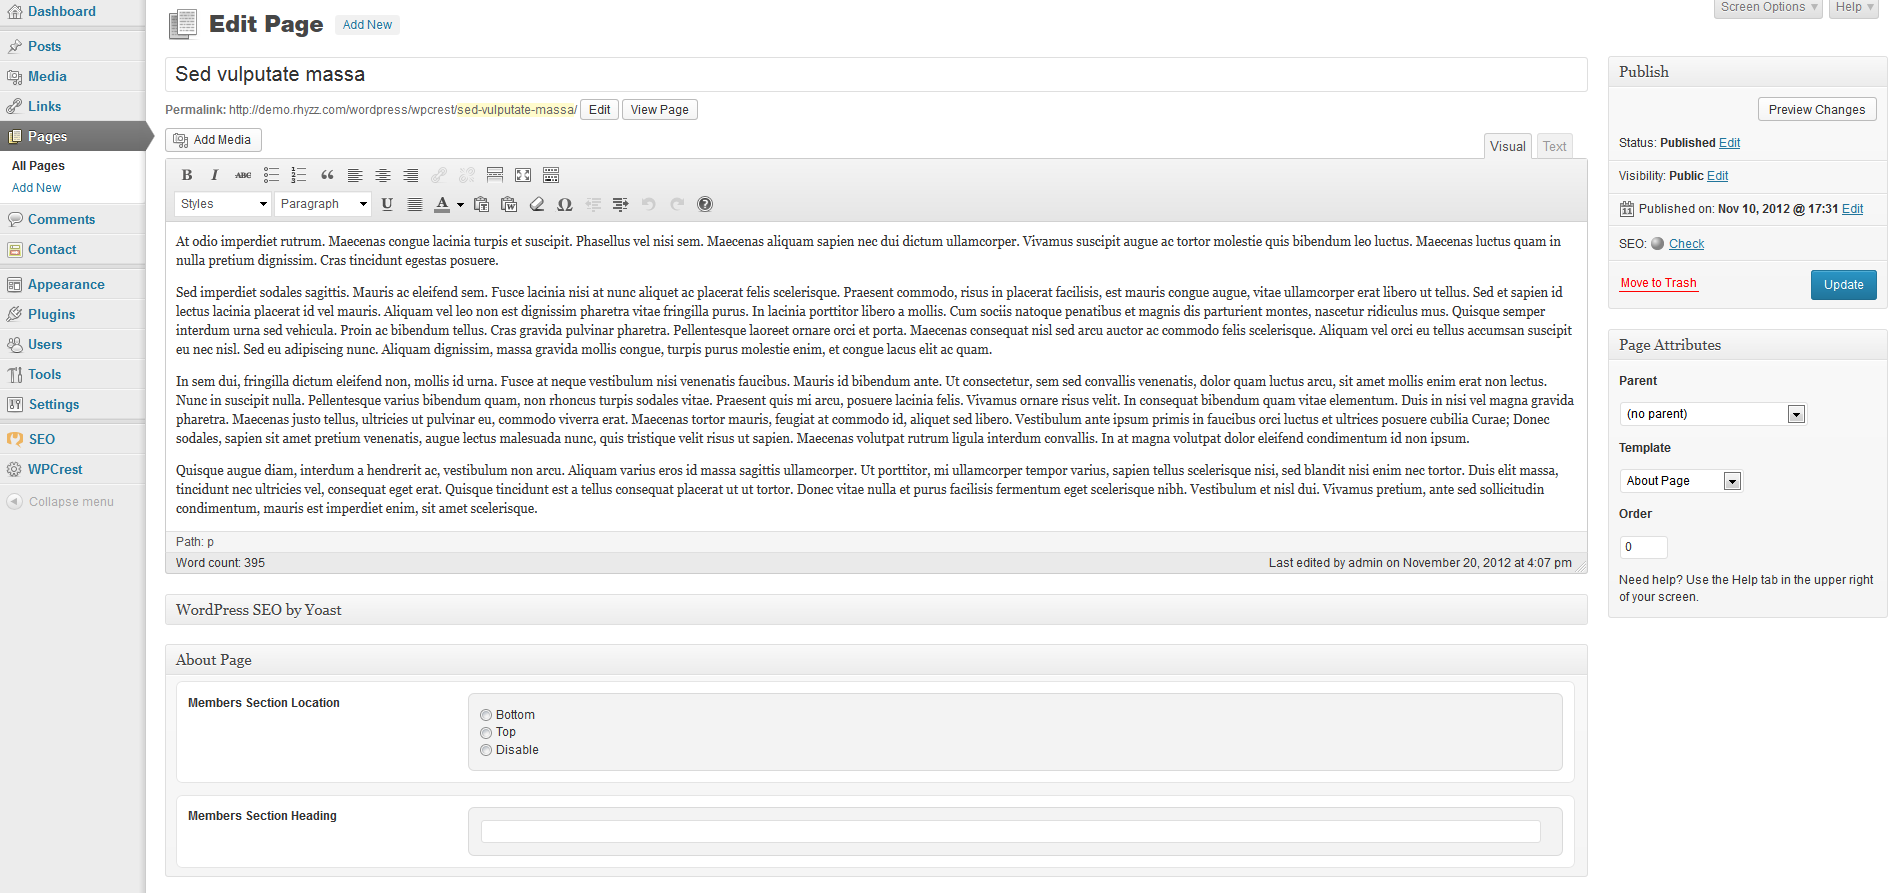 Dashboard
Posts
Media
Links
Pages
All Pages
Add New
Comments
Contact
Appearance
Plugins
Users
Tools
Settings
SEO
WPCrest
Collapse menu
Screen Options
Help
Edit Page Add New
Sed vulputate massa
Permalink: http://demo.rhyzz.com/wordpress/wpcrest/sed-vulputate-massa/ Edit View Page
Add Media
Visual Text
B I ABC
Styles Paragraph U A
At odio imperdiet rutrum. Maecenas congue lacinia turpis et suscipit. Phasellus vel nisi sem. Maecenas aliquam sapien nec dui dictum ullamcorper. Vivamus suscipit augue ac tortor molestie quis bibendum leo luctus. Maecenas luctus quam in
nulla pretium dignissim. Cras tincidunt egestas posuere.
Sed imperdiet sodales sagittis. Mauris ac eleifend sem. Fusce lacinia nisi at nunc aliquet ac placerat felis scelerisque. Praesent commodo, risus in placerat facilisis, est mauris congue augue, vitae ullamcorper erat libero ut tellus. Sed et sapien id
lectus lacinia placerat id vel mauris. Aliquam vel leo non est dignissim pharetra vitae fringilla purus. In lacinia porttitor libero a mollis. Cum sociis natoque penatibus et magnis dis parturient montes, nascetur ridiculus mus. Quisque semper
interdum urna sed vehicula. Proin ac bibendum tellus. Cras gravida pulvinar pharetra. Pellentesque laoreet ornare orci et porta. Maecenas consequat nisl sed arcu auctor ac commodo felis scelerisque. Aliquam vel orci eu tellus accumsan suscipit
eu nec nisl. Sed eu adipiscing nunc. Aliquam dignissim, massa gravida mollis congue, turpis purus molestie enim, et congue lacus elit ac quam.
In sem dui, fringilla dictum eleifend non, mollis id urna. Fusce at neque vestibulum nisi venenatis faucibus. Mauris id bibendum ante. Ut consectetur, sem sed convallis venenatis, dolor quam luctus arcu, sit amet mollis enim erat non lectus.
Nunc in suscipit nulla. Pellentesque varius bibendum quam, non rhoncus turpis sodales vitae. Praesent quis mi arcu, posuere lacinia felis. Vivamus ornare risus velit. In consequat bibendum quam vitae elementum. Duis in nisi vel magna gravida
pharetra. Maecenas justo tellus, ultricies ut pulvinar eu, commodo viverra erat. Maecenas tortor mauris, feugiat at commodo id, aliquet sed libero. Vestibulum ante ipsum primis in faucibus orci luctus et ultrices posuere cubilia Curae; Donec
sodales, sapien sit amet pretium venenatis, augue lectus malesuada nunc, quis tristique velit risus ut sapien. Maecenas volutpat rutrum ligula interdum convallis. In at magna volutpat dolor eleifend condimentum id non ipsum.
Quisque augue diam, interdum a hendrerit ac, vestibulum non arcu. Aliquam varius eros id massa sagittis ullamcorper. Ut porttitor, mi ullamcorper tempor varius, sapien tellus scelerisque nisi, sed blandit nisi enim nec tortor. Duis elit massa,
tincidunt nec ultricies vel, consequat eget erat. Quisque tincidunt est a tellus consequat placerat ut ut tortor. Donec vitae nulla et purus facilisis fermentum eget scelerisque nibh. Vestibulum et nisl dui. Vivamus pretium, ante sed sollicitudin
condimentum, mauris est imperdiet enim, sit amet scelerisque.
Path: p
Word count: 395 Last edited by admin on November 20, 2012 at 4:07 pm
WordPress SEO by Yoast
About Page
Members Section Location
Bottom
Top
Disable
Members Section Heading
Publish
Preview Changes
Status: Published Edit
Visibility: Public Edit
11 Published on: Nov 10, 2012 @ 17:31 Edit
SEO: Check
Move to Trash Update
Page Attributes
Parent
(no parent)
Template
About Page
Order
0
Need help? Use the Help tab in the upper right
of your screen.